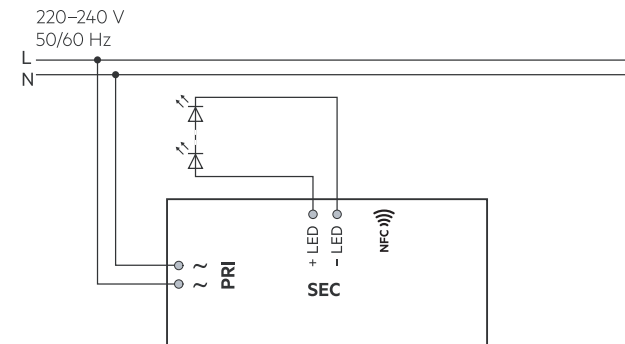 220–240 V
50/60 Hz
L
N
+ LED
– LED
NFC
~
~
PRI
SEC